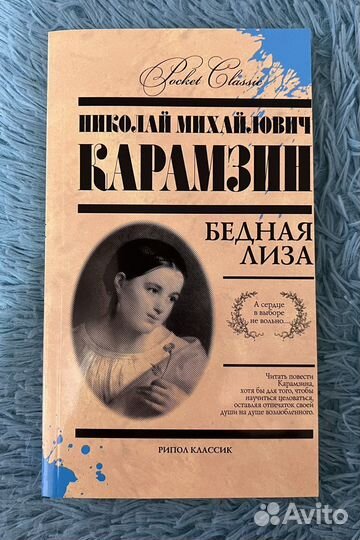 Pocket Classic
НИКОЛАЙ МИХАЙЛОВИЧ
КАРАМЗИН
БЕДНАЯ
ЛИЗА
А сердце
в выборе
не вольно...
Читать повести
Карамзина,
хотя бы для того, чтобы
научиться целоваться,
оставляя отпечаток своей
души на душе возлюбленного.
РИПОЛ КЛАССИК
Avito